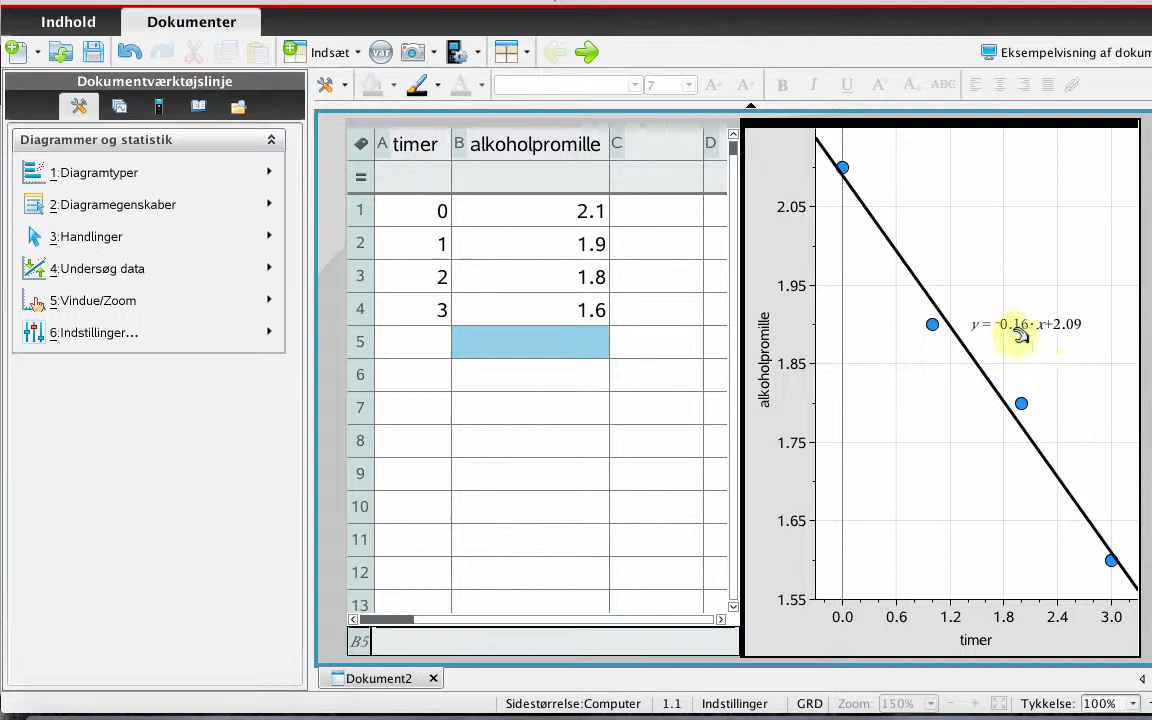 Indhold Dokumenter
Indsæt var Eksempelvisning af dokum
Dokumentværktøjslinje 7 A A B I U A A ABC
Diagrammer og statistik
1:Diagramtyper
2:Diagramegenskaber
3:Handlinger
4:Undersøg data
5:Vindue/Zoom
6:Indstillinger...
A timer B alkoholpromille C D
=
1 0 2.1
2 1 1.9
3 2 1.8
4 3 1.6
5
6
7
8
9
10
11
12
13
B5
2.05
1.95
1.85
1.75
1.65
1.55
alkoholpromille
y = -0.16· x+2.09
0.0 0.6 1.2 1.8 2.4 3.0
timer
Dokument2
Sidestørrelse:Computer 1.1 Indstillinger GRD Zoom: 150% Tykkelse: 100%